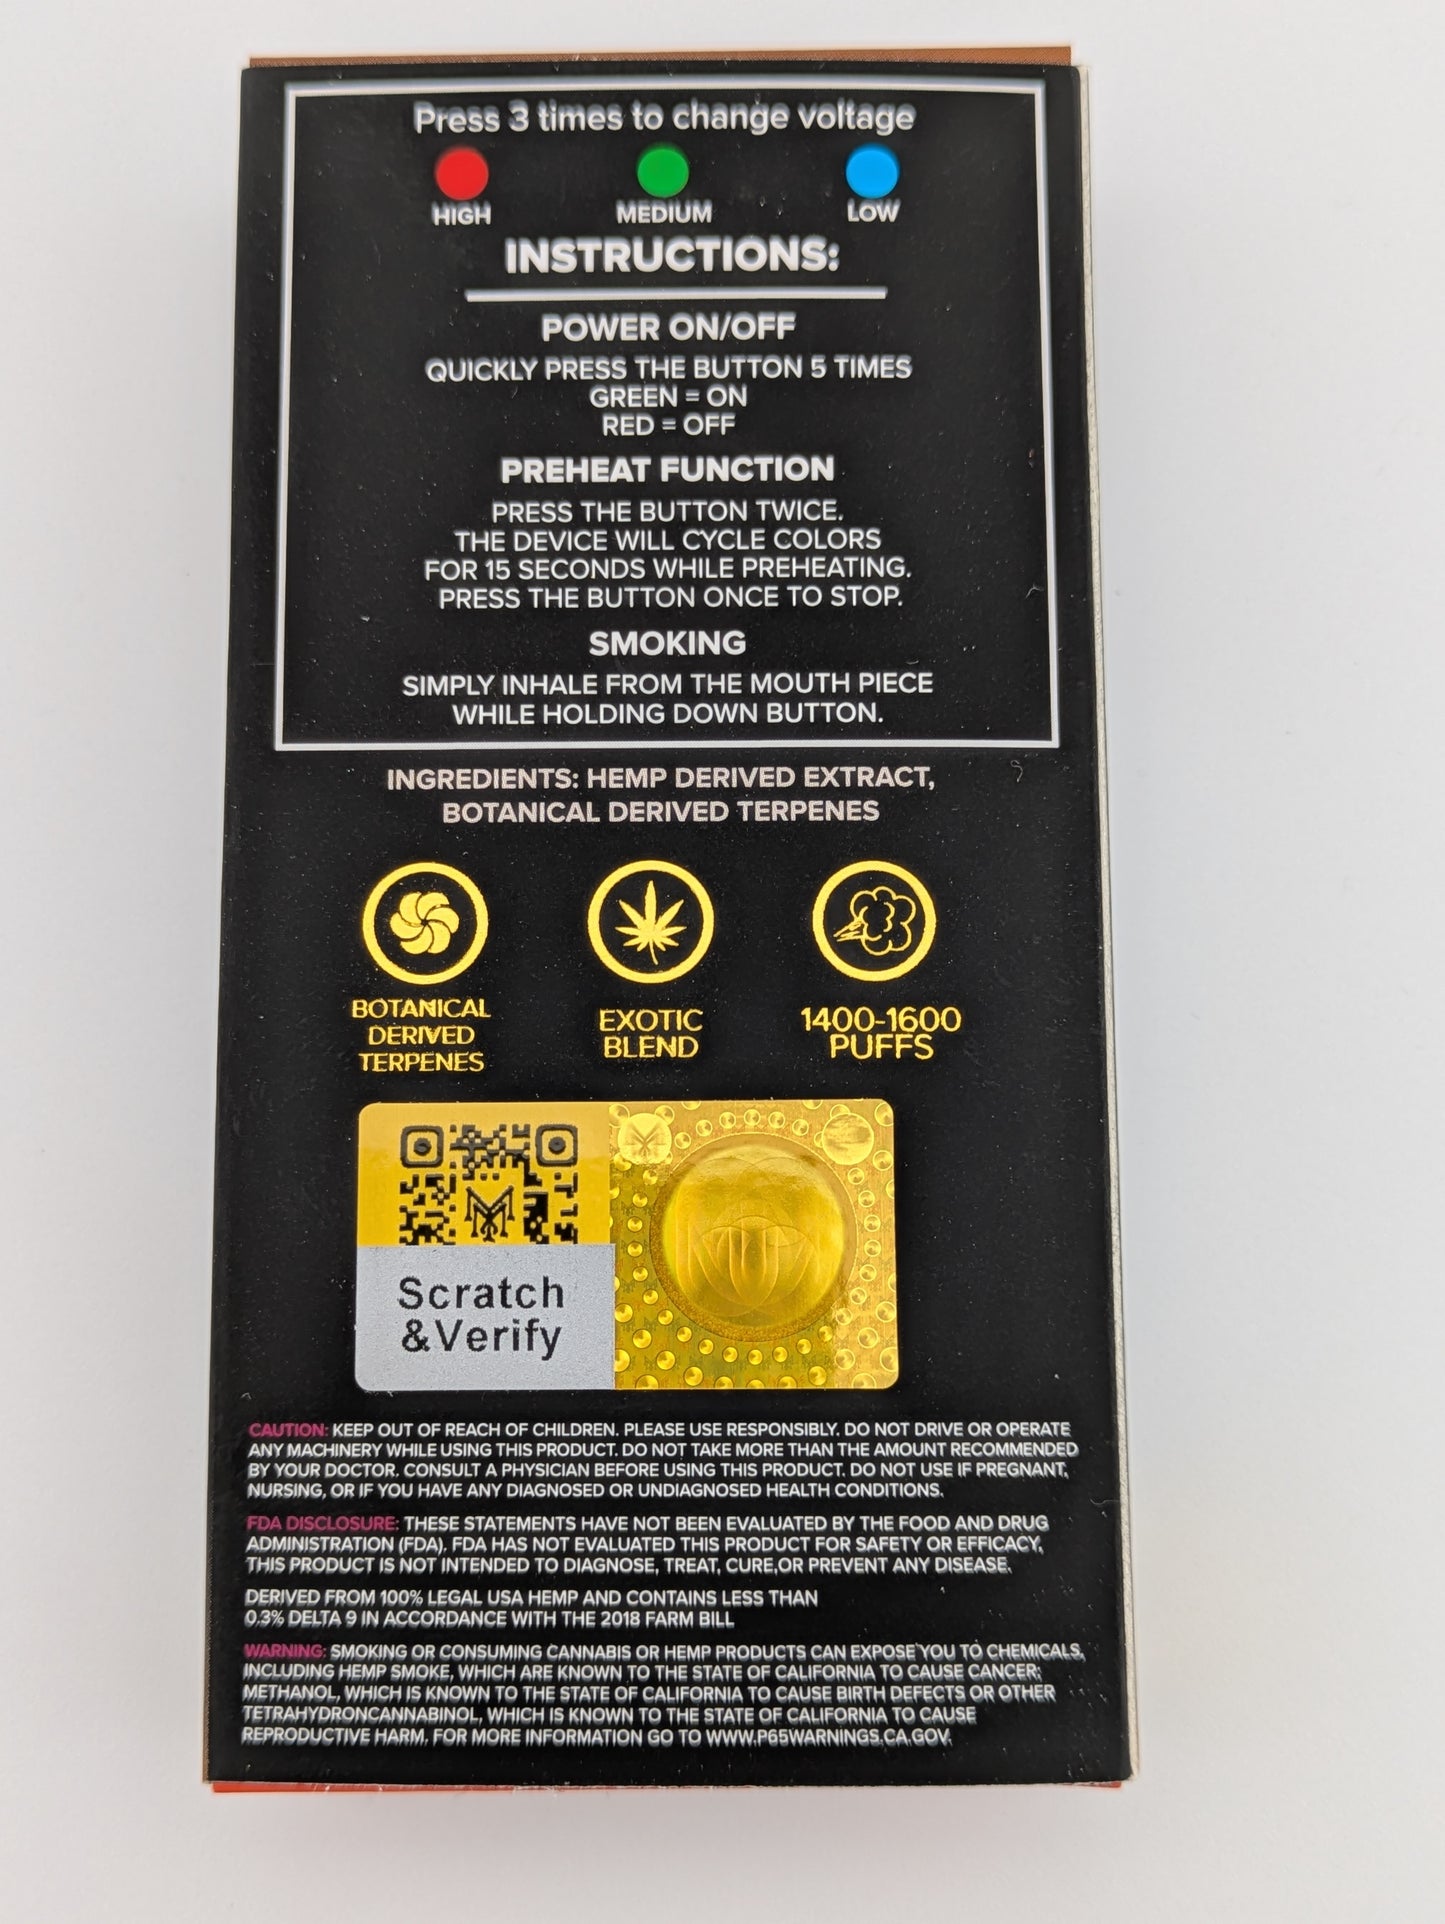 Press 3 times to change voltage
HIGH MEDIUM LOW
INSTRUCTIONS:
POWER ON/OFF
QUICKLY PRESS THE BUTTON 5 TIMES
GREEN = ON
RED = OFF
PREHEAT FUNCTION
PRESS THE BUTTON TWICE.
THE DEVICE WILL CYCLE COLORS
FOR 15 SECONDS WHILE PREHEATING.
PRESS THE BUTTON ONCE TO STOP.
SMOKING
SIMPLY INHALE FROM THE MOUTH PIECE
WHILE HOLDING DOWN BUTTON.
INGREDIENTS: HEMP DERIVED EXTRACT,
BOTANICAL DERIVED TERPENES
BOTANICAL
DERIVED
TERPENES
EXOTIC
BLEND
1400-1600
PUFFS
Scratch
&Verify
CAUTION: KEEP OUT OF REACH OF CHILDREN. PLEASE USE RESPONSIBLY. DO NOT DRIVE OR OPERATE
ANY MACHINERY WHILE USING THIS PRODUCT. DO NOT TAKE MORE THAN THE AMOUNT RECOMMENDED
BY YOUR DOCTOR. CONSULT A PHYSICIAN BEFORE USING THIS PRODUCT. DO NOT USE IF PREGNANT,
NURSING, OR IF YOU HAVE ANY DIAGNOSED OR UNDIAGNOSED HEALTH CONDITIONS.
FDA DISCLOSURE: THESE STATEMENTS HAVE NOT BEEN EVALUATED BY THE FOOD AND DRUG
ADMINISTRATION (FDA). FDA HAS NOT EVALUATED THIS PRODUCT FOR SAFETY OR EFFICACY,
THIS PRODUCT IS NOT INTENDED TO DIAGNOSE, TREAT, CURE,OR PREVENT ANY DISEASE.
DERIVED FROM 100% LEGAL USA HEMP AND CONTAINS LESS THAN
0.3% DELTA 9 IN ACCORDANCE WITH THE 2018 FARM BILL
WARNING: SMOKING OR CONSUMING CANNABIS OR HEMP PRODUCTS CAN EXPOSE YOU TO CHEMICALS,
INCLUDING HEMP SMOKE, WHICH ARE KNOWN TO THE STATE OF CALIFORNIA TO CAUSE CANCER;
METHANOL, WHICH IS KNOWN TO THE STATE OF CALIFORNIA TO CAUSE BIRTH DEFECTS OR OTHER
TETRAHYDRONCANNABINOL, WHICH IS KNOWN TO THE STATE OF CALIFORNIA TO CAUSE
REPRODUCTIVE HARM. FOR MORE INFORMATION GO TO WWW.P65WARNINGS.CA.GOV.